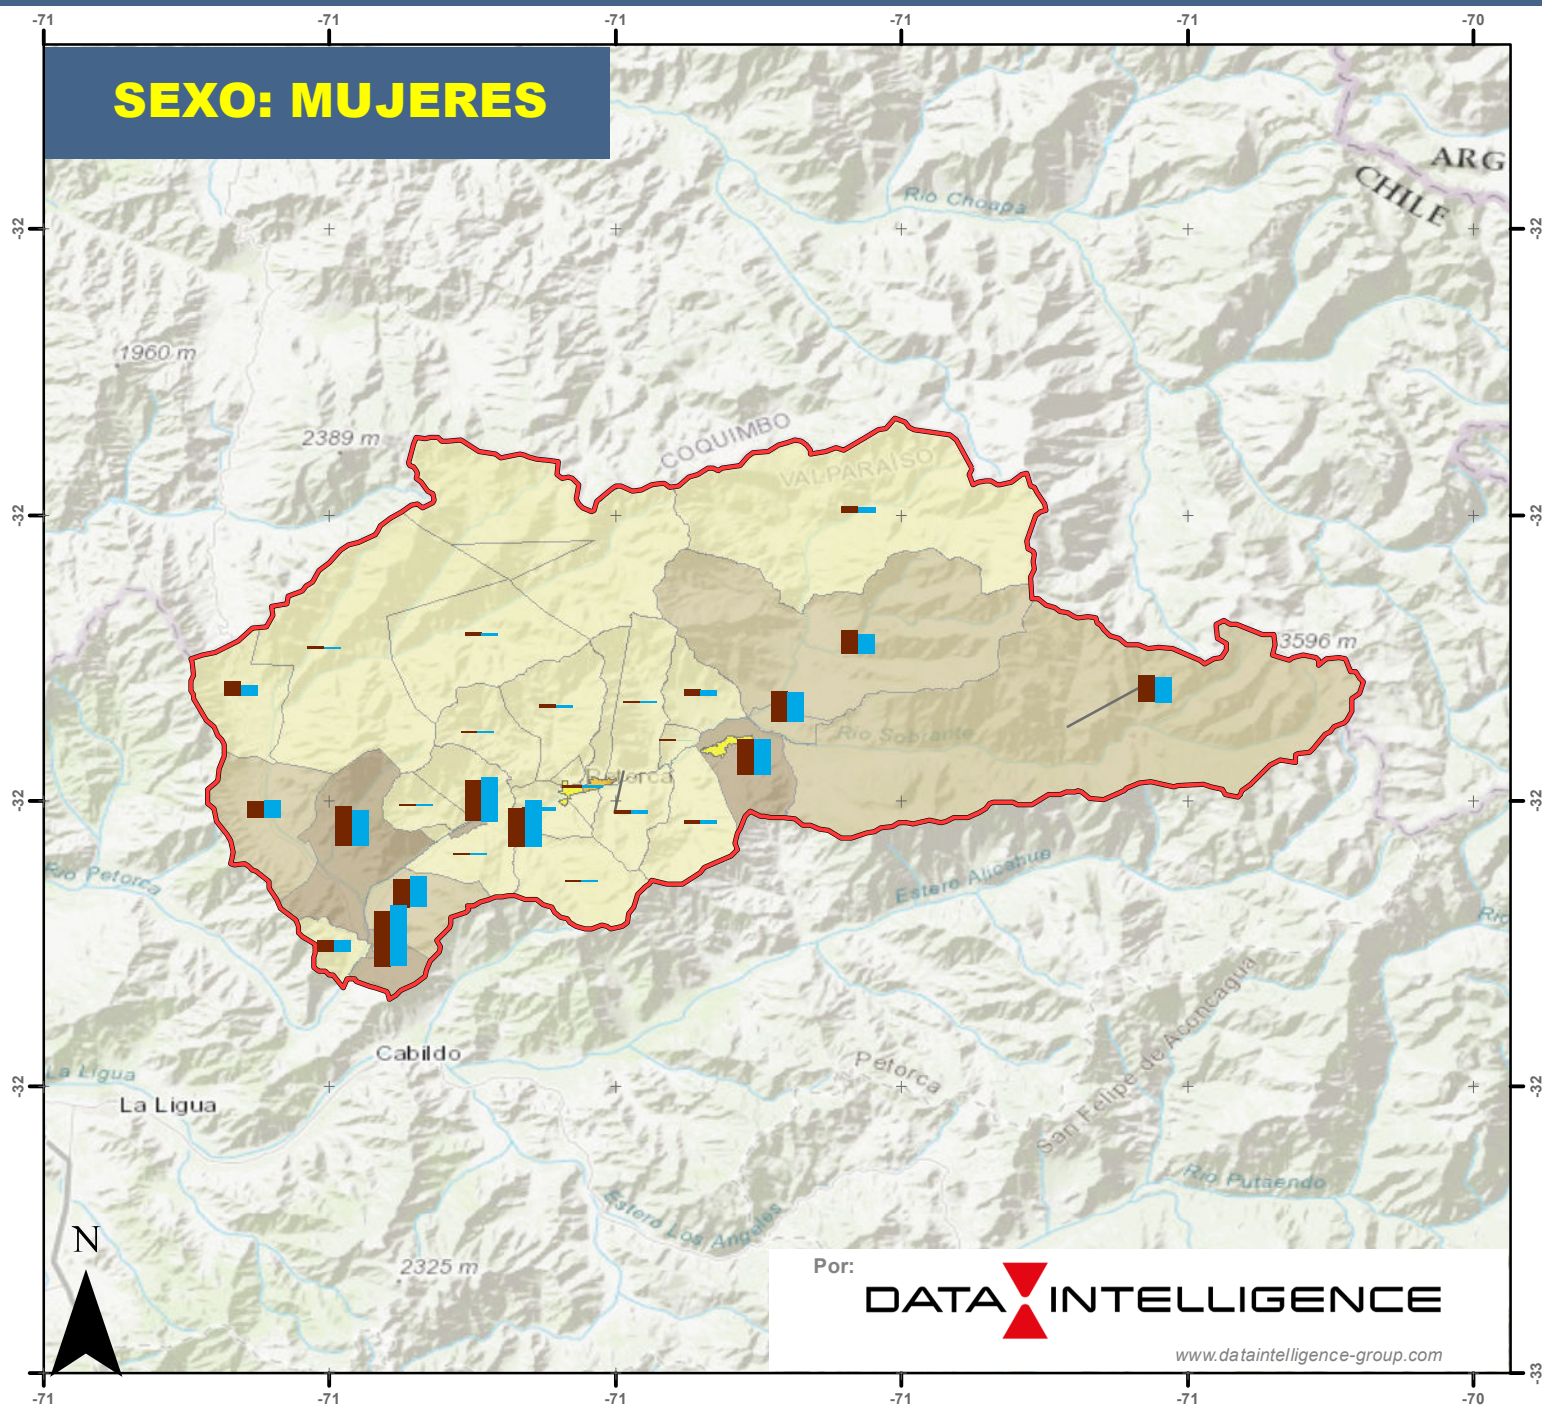 -71 -71 -71 -71 -71 -70
SEXO: MUJERES
ARG
CHILE
Rio Choapa
-32 -32
1960 m
2389 m
COQUIMBO
VALPARAÍSO
-32 -32
3596 m
Rio Sobrante
Petorca
-32 -32
Rio Petorca
Estero Alicahue
Rio
Cabildo
Petorca
San Felipe de Aconcagua
La Ligua
-32 -32
La Ligua
Rio Putaendo
Estero Los Angeles
N
2325 m
Por:
DATA INTELLIGENCE
www.dataintelligence-group.com
-33
-71 -71 -71 -71 -71 -70